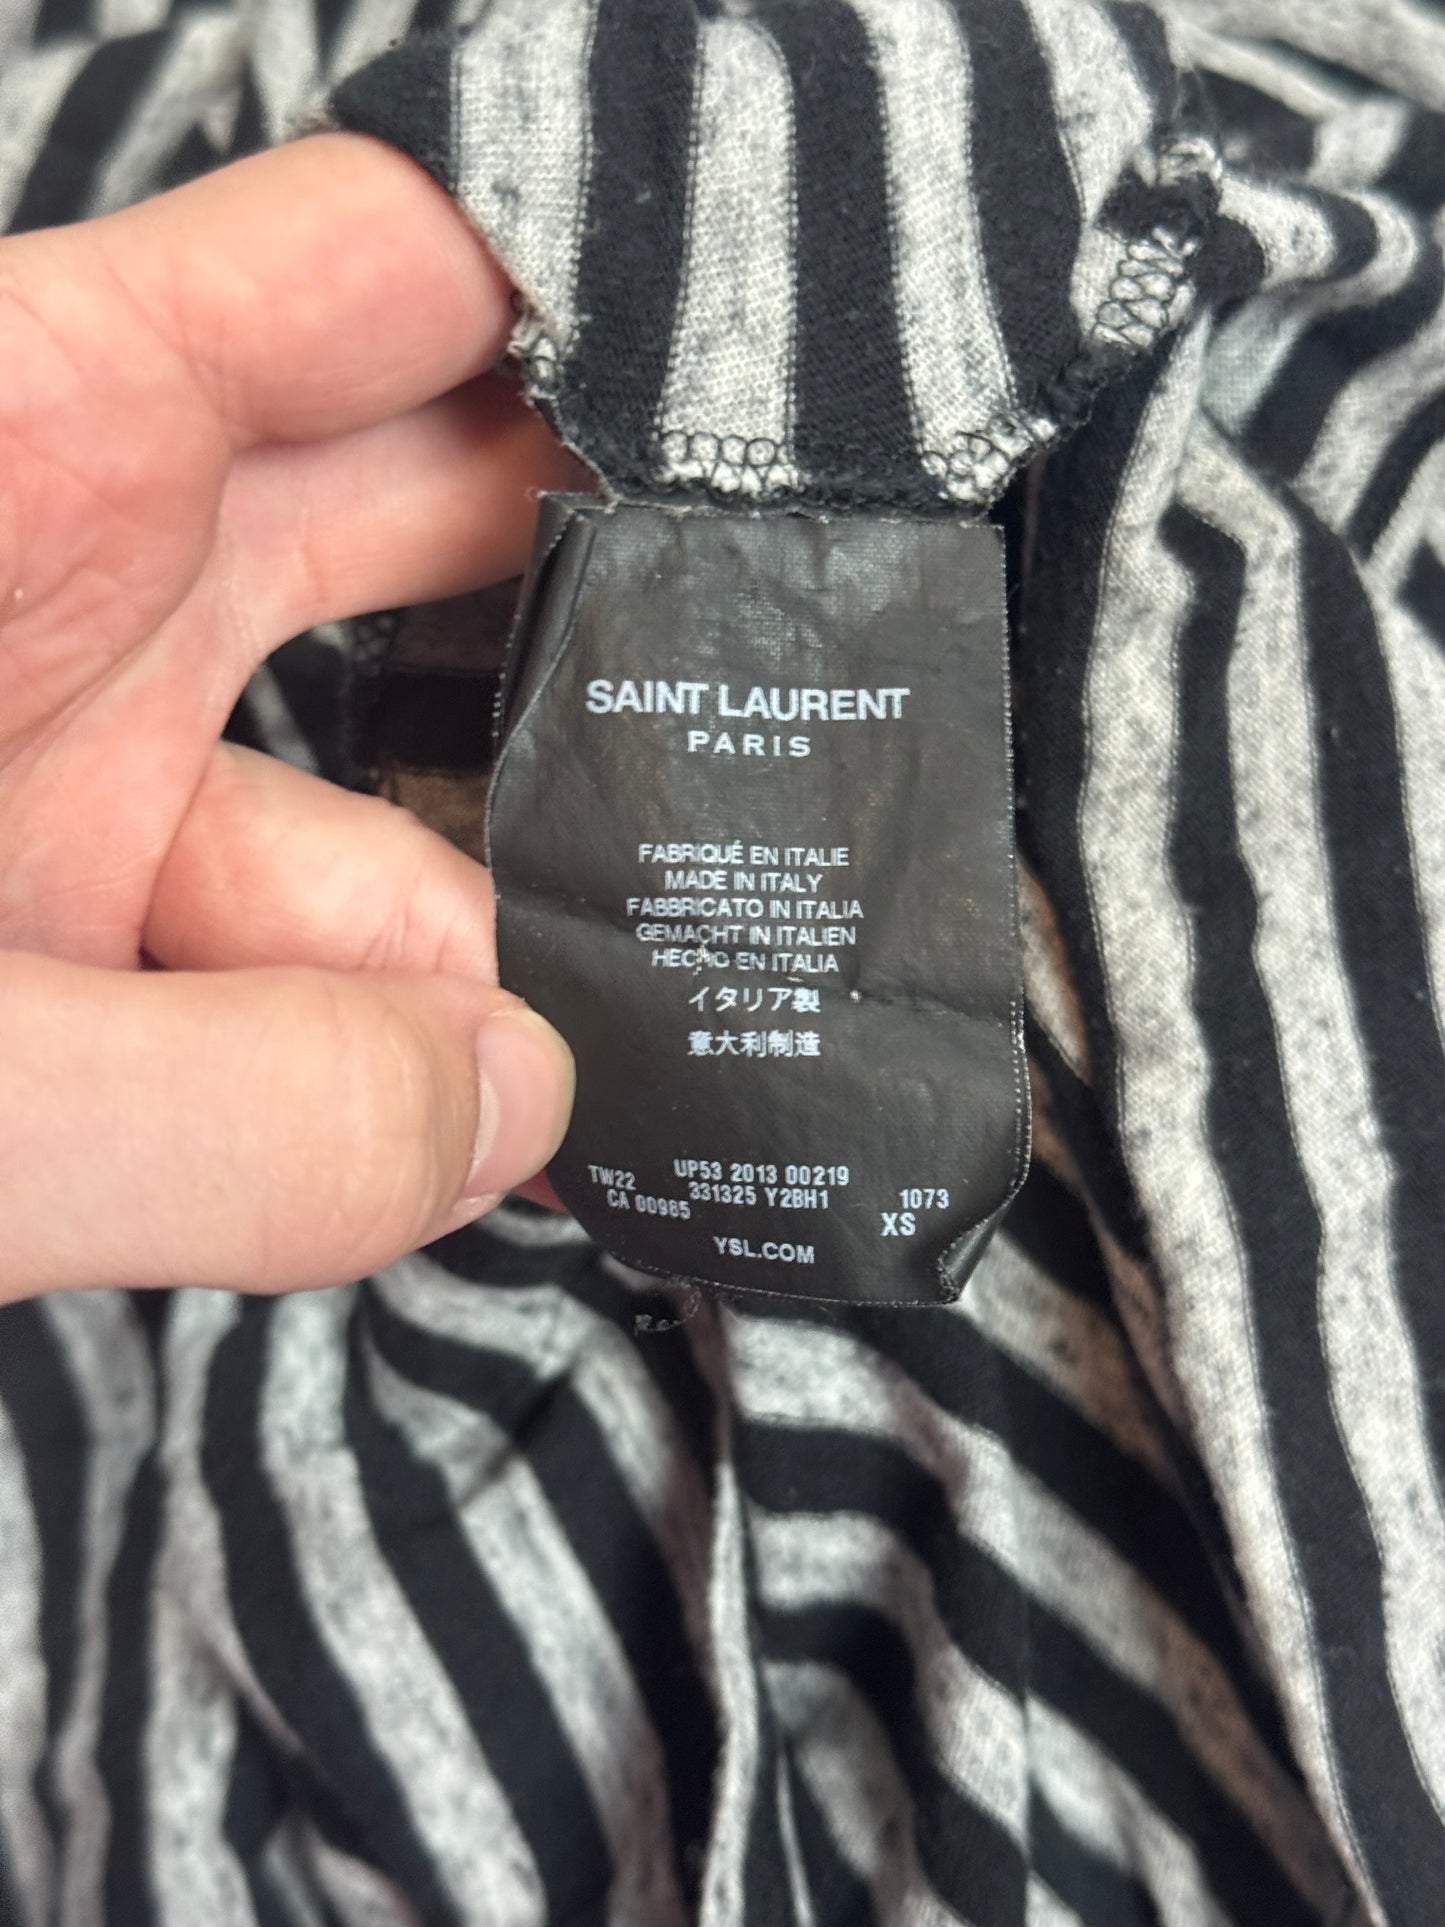 SAINT LAURENT
PARIS
FABRIQUÉ EN ITALIE
MADE IN ITALY
FABBRICATO IN ITALIA
GEMACHT IN ITALIEN
HECHO EN ITALIA
イタリア製
意大利制造
TW22 UP53 2013 00219
CA 00985 331325 Y2BH1 1073
XS
YSL.COM